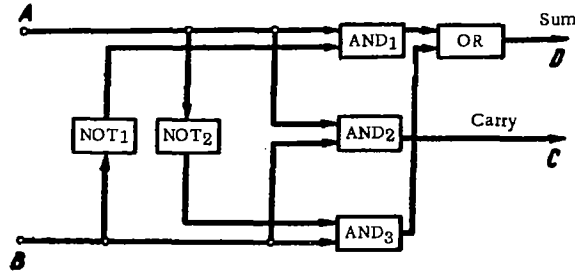 A
Sum
AND1
OR
D
NOT1
NOT2
AND2
Carry
C
AND3
B